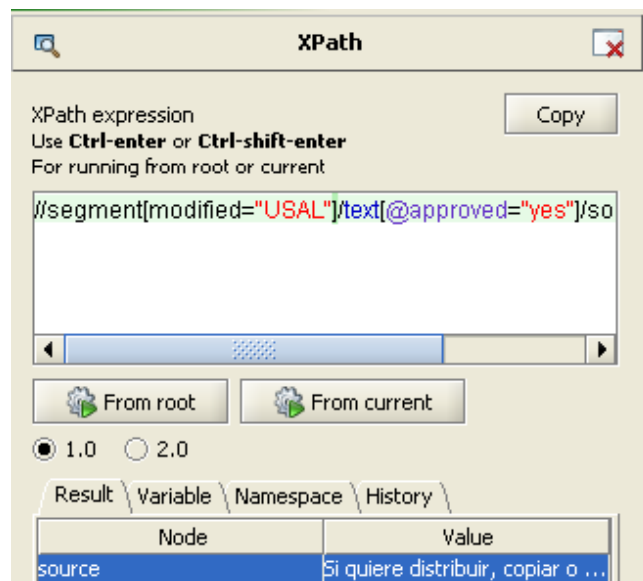 XPath
XPath expression
Copy
Use Ctrl-enter or Ctrl-shift-enter
For running from root or current
//segment[modified="USAL"]/text[@approved="yes"]/so
From root
From current
1.0
2.0
Result
Variable
Namespace
History
Node
Value
source
Si quiere distribuir, copiar o ...